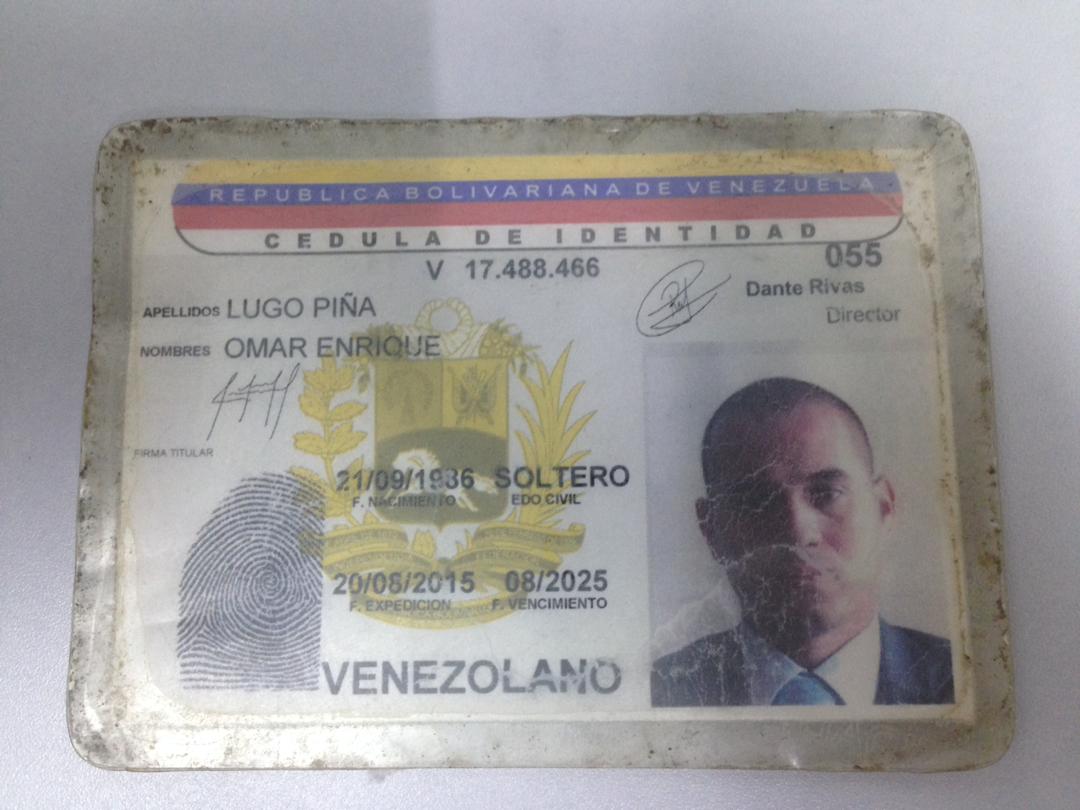 REPUBLICA BOLIVARIANA DE VENEZUELA
CEDULA DE IDENTIDAD
V 17.488.466
055
Dante Rivas
Director
APELLIDOS LUGO PIÑA
NOMBRES OMAR ENRIQUE
FIRMA TITULAR
21/09/1986 SOLTERO
F. NACIMIENTO EDO CIVIL
20/08/2015 08/2025
F. EXPEDICION F. VENCIMIENTO
VENEZOLANO